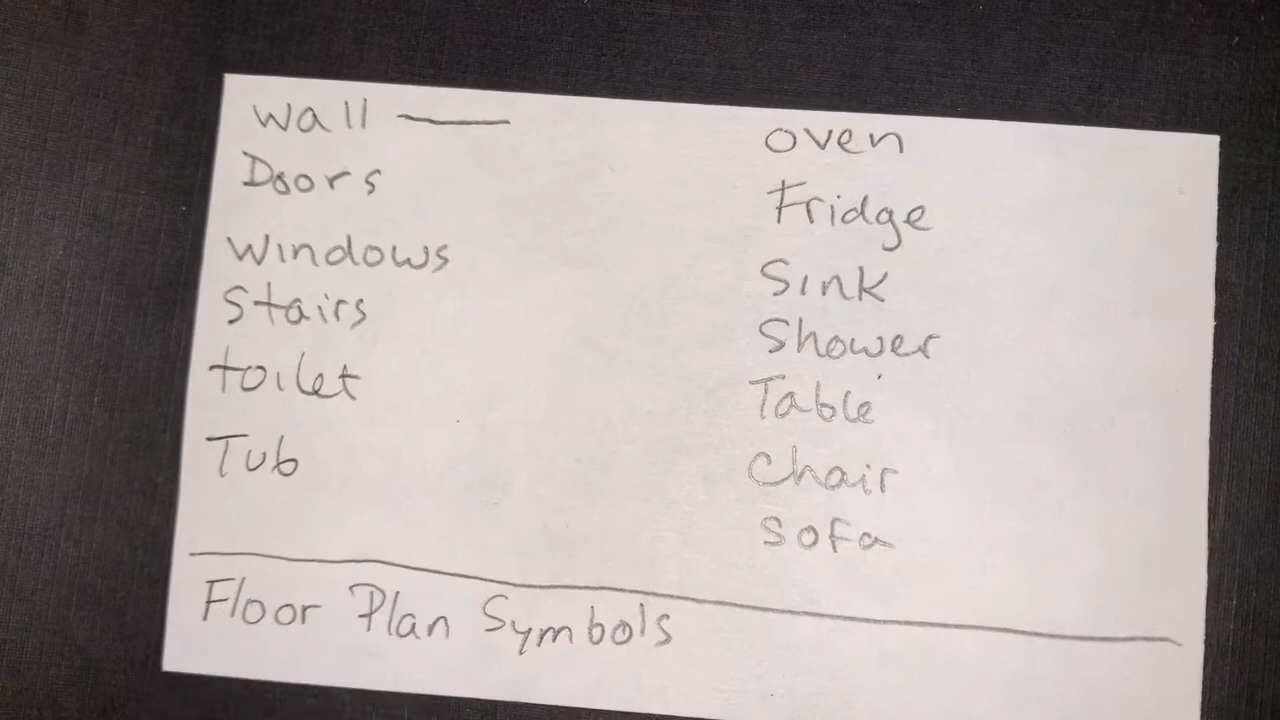 wall
Doors
Windows
Stairs
toilet
Tub
oven
Fridge
Sink
Shower
Table
Chair
Sofa
Floor Plan Symbols